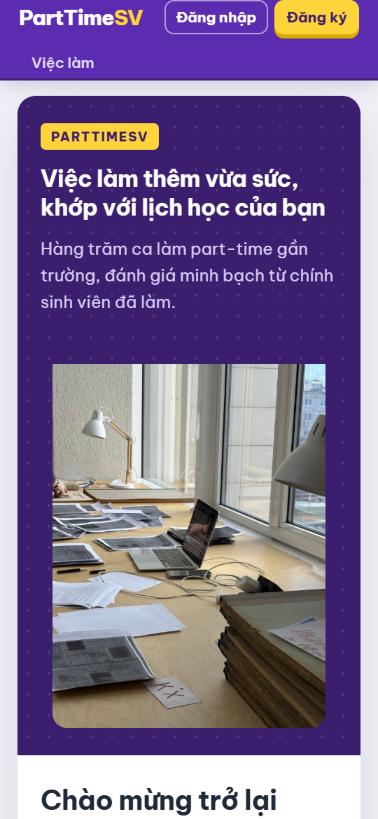 PartTimeSV
Đăng nhập
Đăng ký
Việc làm
PARTTIMESV
Việc làm thêm vừa sức,
khớp với lịch học của bạn
Hàng trăm ca làm part-time gần
trường, đánh giá minh bạch từ chính
sinh viên đã làm.
Chào mừng trở lại